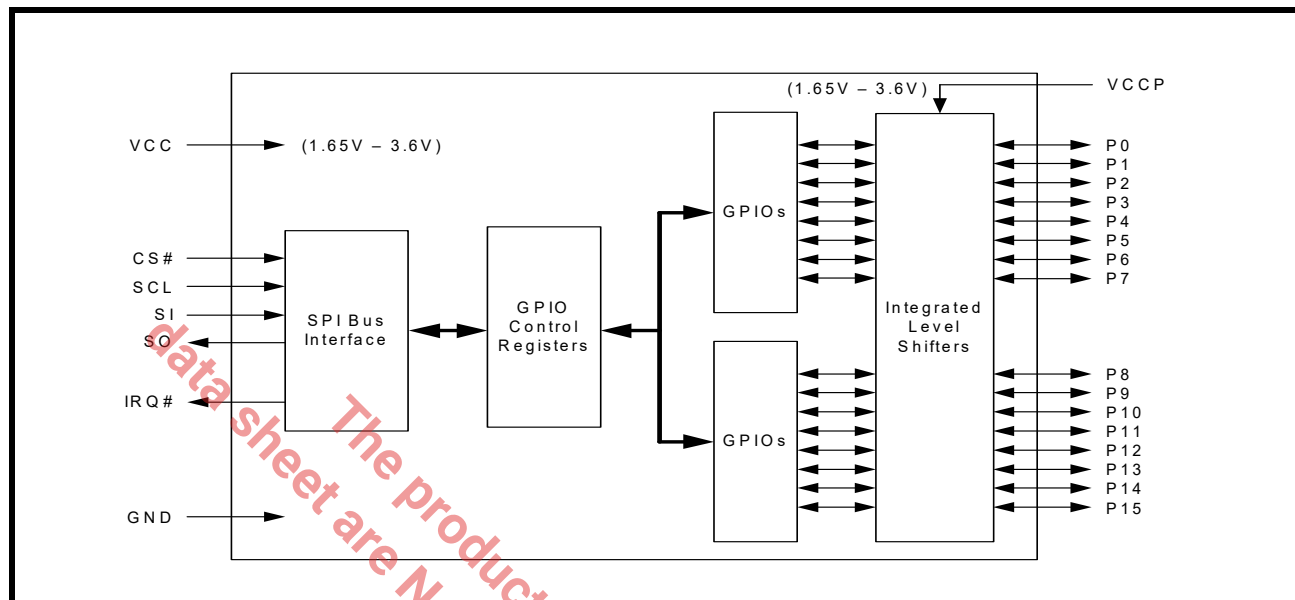 (1.65V – 3.6V)
VCCP
VCC
(1.65V – 3.6V)
P0
P1
P2
P3
P4
P5
P6
P7
GPIOs
CS#
SCL
SI
SO
IRQ#
SPI Bus
Interface
GPIO
Control
Registers
Integrated
Level
Shifters
P8
P9
P10
P11
P12
P13
P14
P15
GPIOs
GND
The product
data sheet are